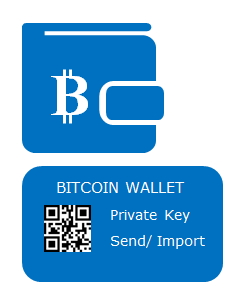 BITCOIN WALLET
Private Key
Send/ Import